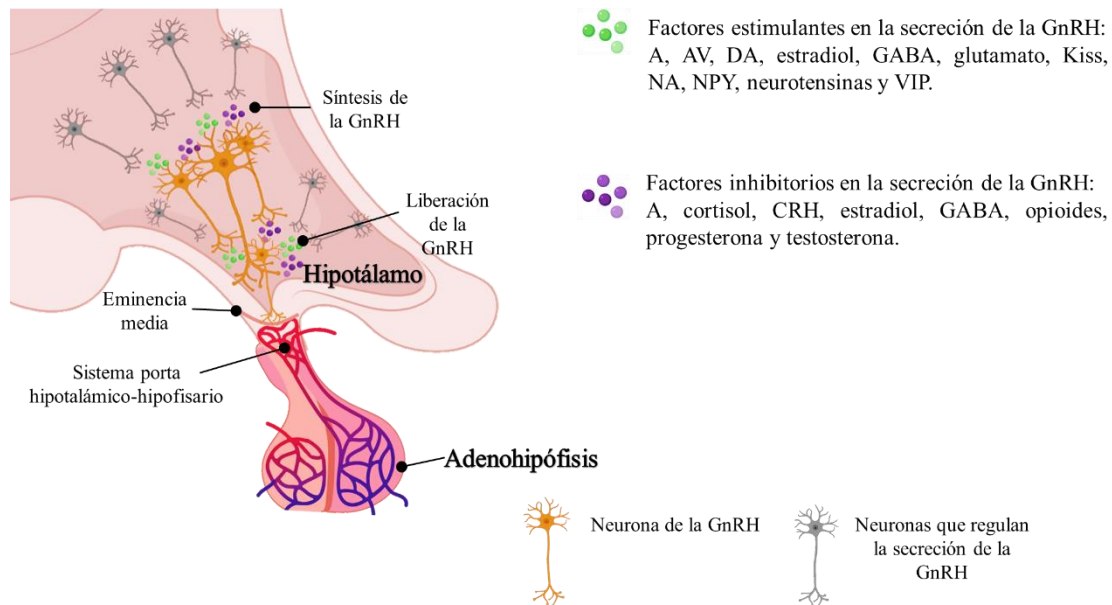 Factores estimulantes en la secreción de la GnRH:
A, AV, DA, estradiol, GABA, glutamato, Kiss,
NA, NPY, neurotensinas y VIP.
Síntesis de
la GnRH
Factores inhibitorios en la secreción de la GnRH:
A, cortisol, CRH, estradiol, GABA, opioides,
progesterona y testosterona.
Liberación
de la
GnRH
Hipotálamo
Eminencia
media
Sistema porta
hipotalámico-hipofisario
Adenohipófisis
Neurona de la GnRH
Neuronas que regulan
la secreción de la
GnRH